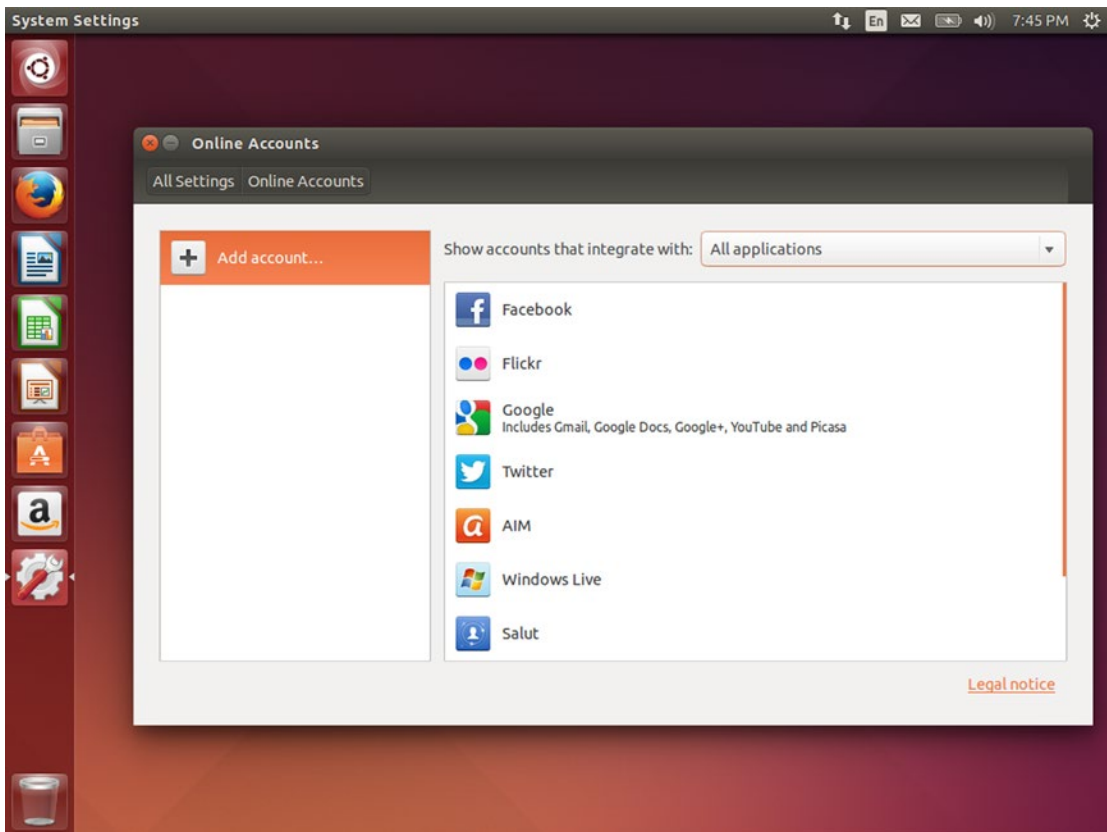 System Settings
En
7:45 PM
Online Accounts
All Settings Online Accounts
Add account...
Show accounts that integrate with: All applications
Facebook
Flickr
Google
Includes Gmail, Google Docs, Google+, YouTube and Picasa
Twitter
AIM
Windows Live
Salut
Legal notice